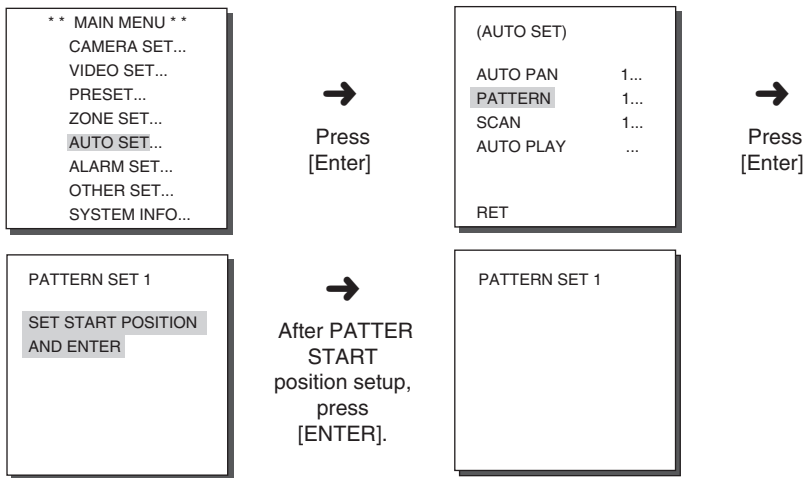 * * MAIN MENU * *
CAMERA SET...
VIDEO SET...
PRESET...
ZONE SET...
AUTO SET...
ALARM SET...
OTHER SET...
SYSTEM INFO...
Press
[Enter]
(AUTO SET)
AUTO PAN 1...
PATTERN 1...
SCAN 1...
AUTO PLAY ...
RET
Press
[Enter]
PATTERN SET 1
SET START POSITION
AND ENTER
After PATTER
START
position setup,
press
[ENTER].
PATTERN SET 1